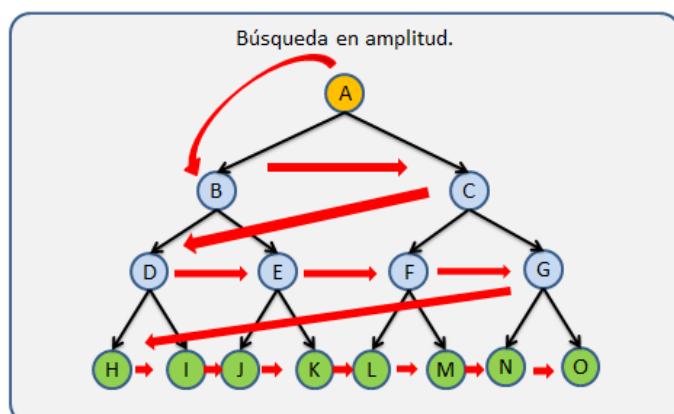 Búsqueda en amplitud.
A
B C
D E F G
H I J K L M N O